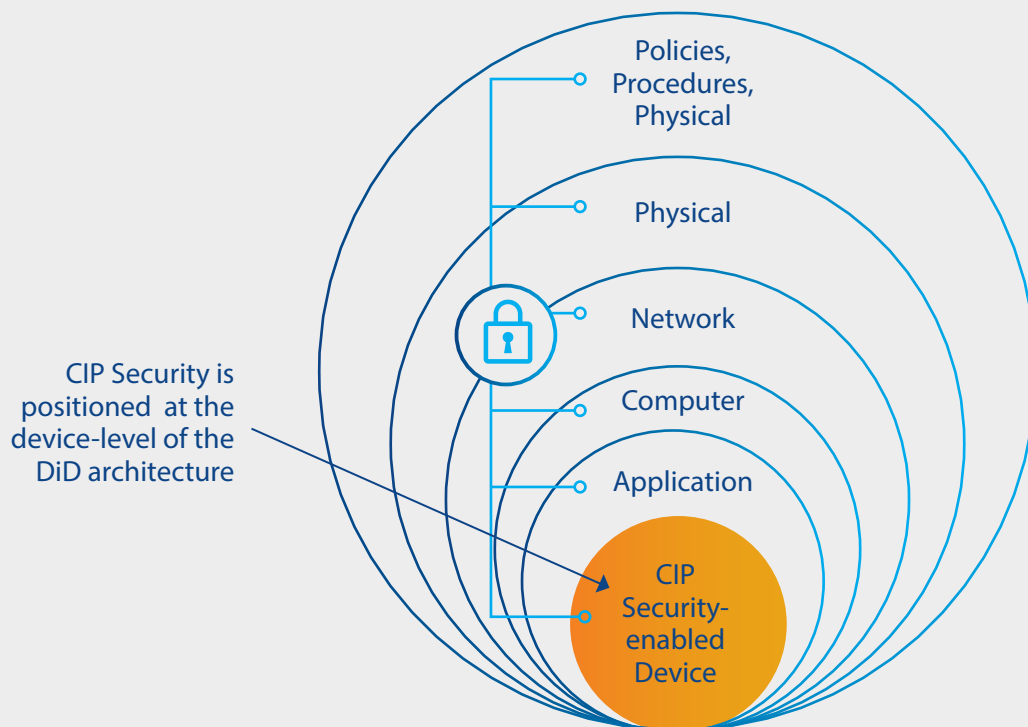 Policies,
Procedures,
Physical
Physical
Network
Computer
Application
CIP
Security-
enabled
Device
CIP Security is
positioned at the
device-level of the
DiD architecture